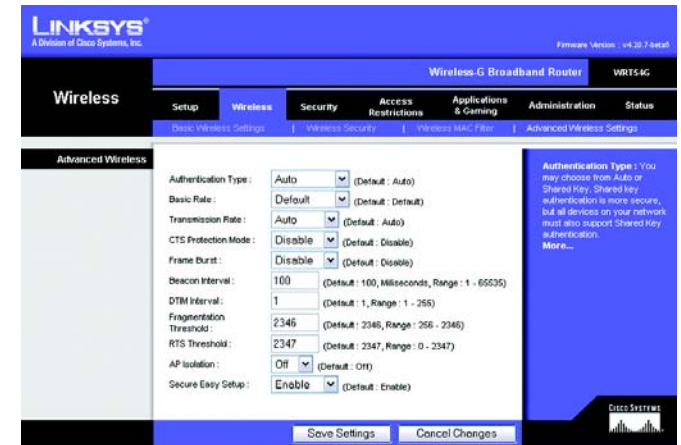 LINKSYS®
A Division of Cisco Systems, Inc.
Firmware Version : v4.20.7-beta6
Wireless-G Broadband Router WRT54G
Wireless
Setup Wireless Security Access Restrictions Applications & Gaming Administration Status
Basic Wireless Settings | Wireless Security | Wireless MAC Filter | Advanced Wireless Settings
Advanced Wireless
Authentication Type : Auto (Default : Auto)
Basic Rate : Default (Default : Default)
Transmission Rate : Auto (Default : Auto)
CTS Protection Mode : Disable (Default : Disable)
Frame Burst : Disable (Default : Disable)
Beacon Interval : 100 (Default : 100, Milliseconds, Range : 1 - 65535)
DTIM Interval : 1 (Default : 1, Range : 1 - 255)
Fragmentation Threshold : 2346 (Default : 2346, Range : 256 - 2346)
RTS Threshold : 2347 (Default : 2347, Range : 0 - 2347)
AP Isolation : Off (Default : Off)
Secure Easy Setup : Enable (Default : Enable)
Authentication Type : You
may choose from Auto or
Shared Key. Shared key
authentication is more secure,
but all devices on your network
must also support Shared Key
authentication.
More...
Save Settings Cancel Changes
CISCO SYSTEMS